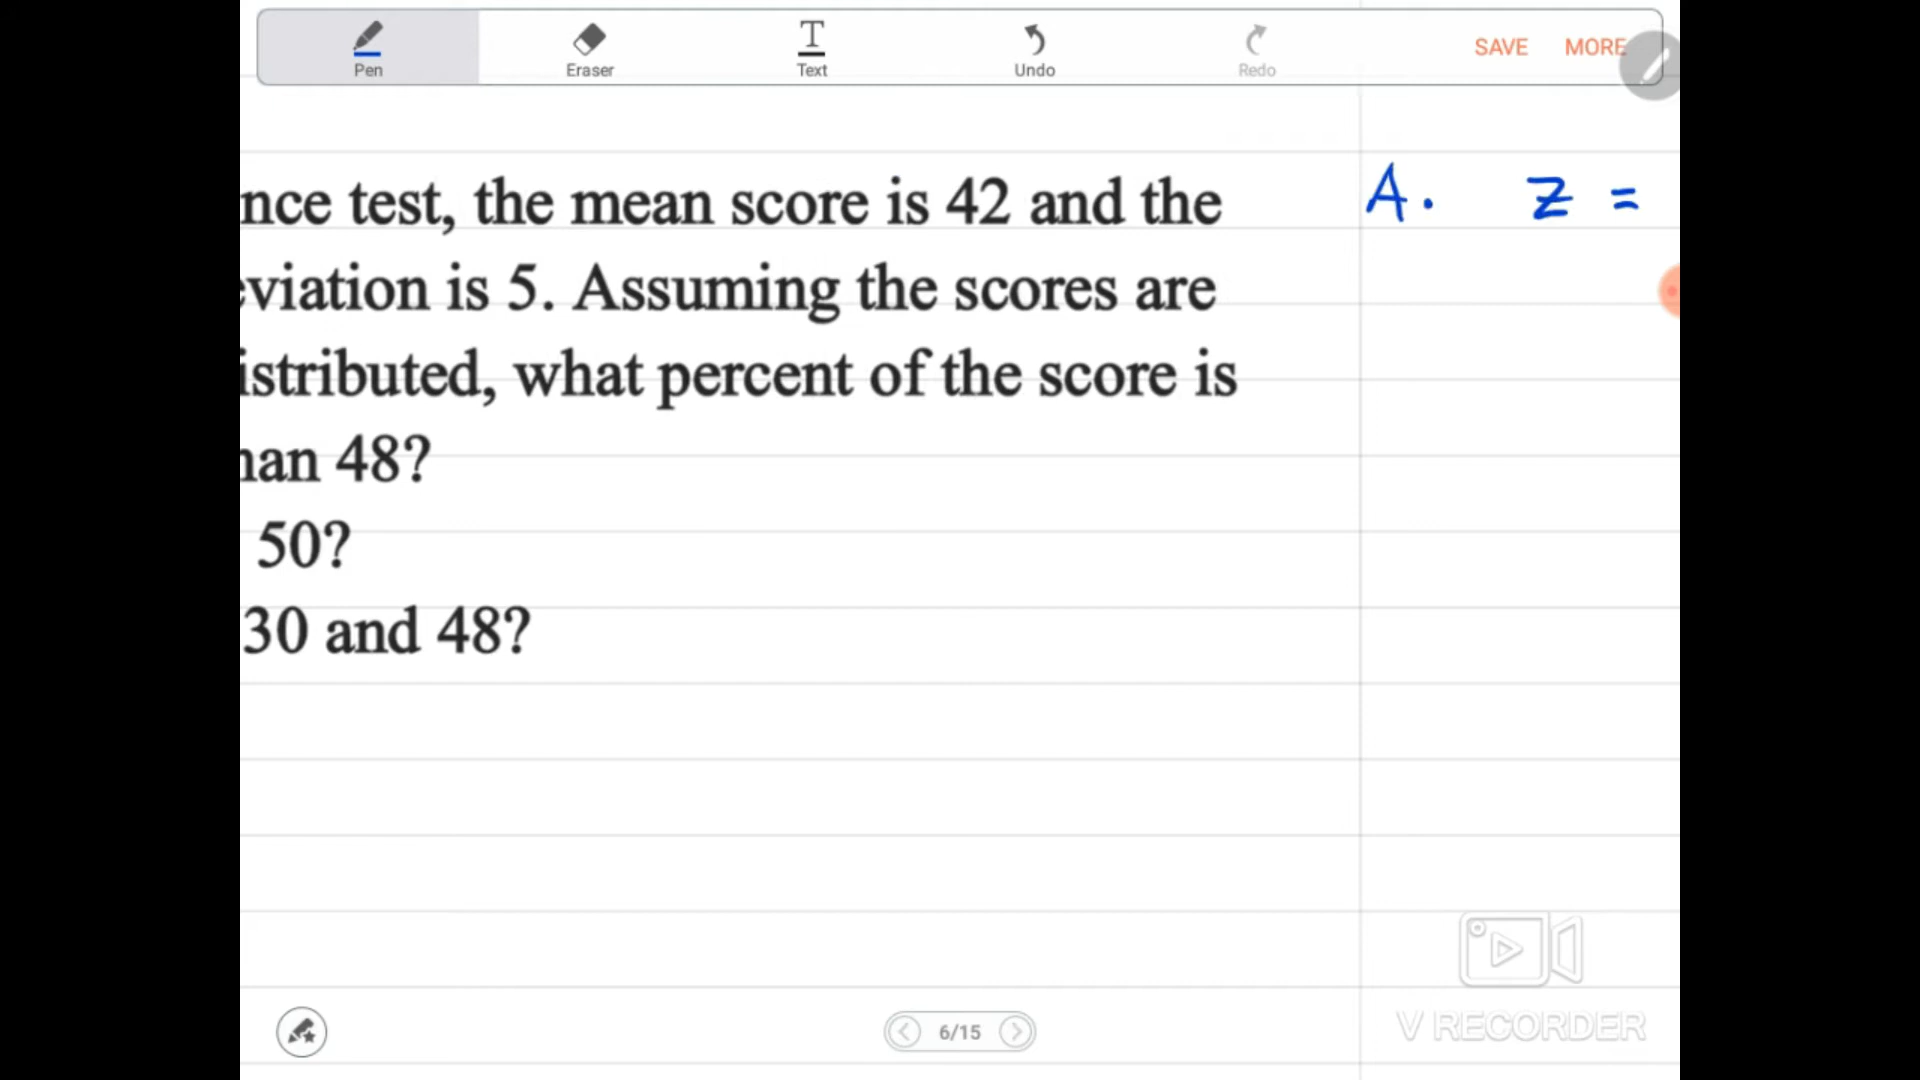 Pen Eraser Text Undo Redo SAVE MORE
nce test, the mean score is 42 and the
viation is 5. Assuming the scores are
istributed, what percent of the score is
an 48?
50?
30 and 48?
A. z =
6/15
V RECORDER